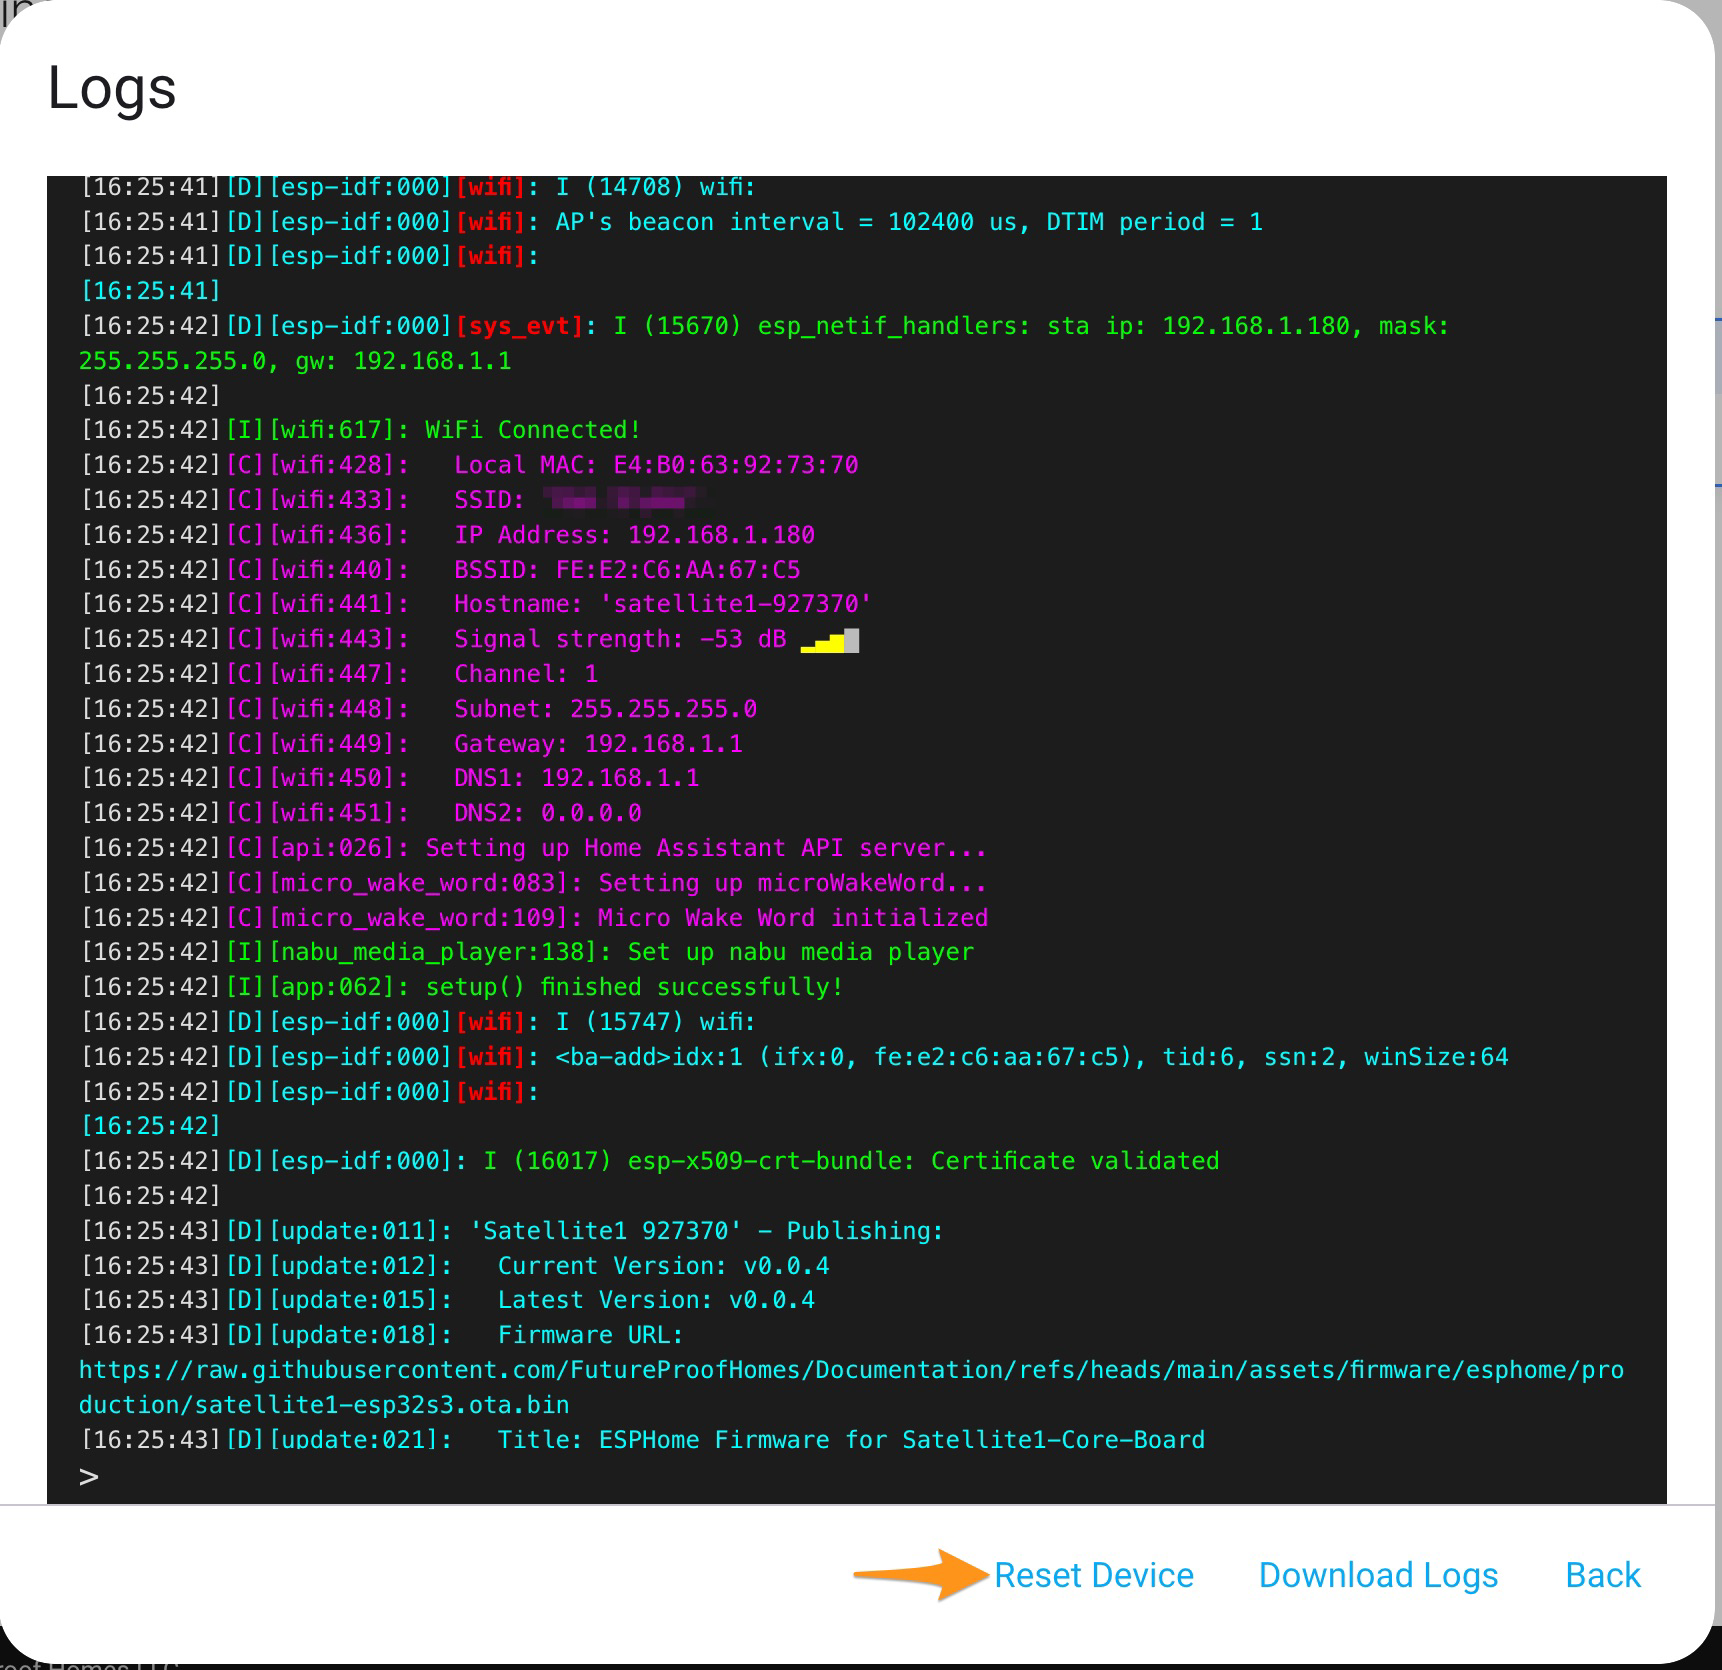 Logs
[16:25:41][D][esp-idf:000][wifi]: I (14708) wifi:
[16:25:41][D][esp-idf:000][wifi]: AP's beacon interval = 102400 us, DTIM period = 1
[16:25:41][D][esp-idf:000][wifi]:
[16:25:41]
[16:25:42][D][esp-idf:000][sys_evt]: I (15670) esp_netif_handlers: sta ip: 192.168.1.180, mask:
255.255.255.0, gw: 192.168.1.1
[16:25:42]
[16:25:42][I][wifi:617]: WiFi Connected!
[16:25:42][C][wifi:428]:   Local MAC: E4:B0:63:92:73:70
[16:25:42][C][wifi:433]:   SSID:
[16:25:42][C][wifi:436]:   IP Address: 192.168.1.180
[16:25:42][C][wifi:440]:   BSSID: FE:E2:C6:AA:67:C5
[16:25:42][C][wifi:441]:   Hostname: 'satellite1-927370'
[16:25:42][C][wifi:443]:   Signal strength: -53 dB ▂▄▆█
[16:25:42][C][wifi:447]:   Channel: 1
[16:25:42][C][wifi:448]:   Subnet: 255.255.255.0
[16:25:42][C][wifi:449]:   Gateway: 192.168.1.1
[16:25:42][C][wifi:450]:   DNS1: 192.168.1.1
[16:25:42][C][wifi:451]:   DNS2: 0.0.0.0
[16:25:42][C][api:026]: Setting up Home Assistant API server...
[16:25:42][C][micro_wake_word:083]: Setting up microWakeWord...
[16:25:42][C][micro_wake_word:109]: Micro Wake Word initialized
[16:25:42][I][nabu_media_player:138]: Set up nabu media player
[16:25:42][I][app:062]: setup() finished successfully!
[16:25:42][D][esp-idf:000][wifi]: I (15747) wifi:
[16:25:42][D][esp-idf:000][wifi]: <ba-add>idx:1 (ifx:0, fe:e2:c6:aa:67:c5), tid:6, ssn:2, winSize:64
[16:25:42][D][esp-idf:000][wifi]:
[16:25:42]
[16:25:42][D][esp-idf:000]: I (16017) esp-x509-crt-bundle: Certificate validated
[16:25:42]
[16:25:43][D][update:011]: 'Satellite1 927370' - Publishing:
[16:25:43][D][update:012]:   Current Version: v0.0.4
[16:25:43][D][update:015]:   Latest Version: v0.0.4
[16:25:43][D][update:018]:   Firmware URL:
https://raw.githubusercontent.com/FutureProofHomes/Documentation/refs/heads/main/assets/firmware/esphome/pro
duction/satellite1-esp32s3.ota.bin
[16:25:43][D][update:021]:   Title: ESPHome Firmware for Satellite1-Core-Board
>
Reset Device Download Logs Back